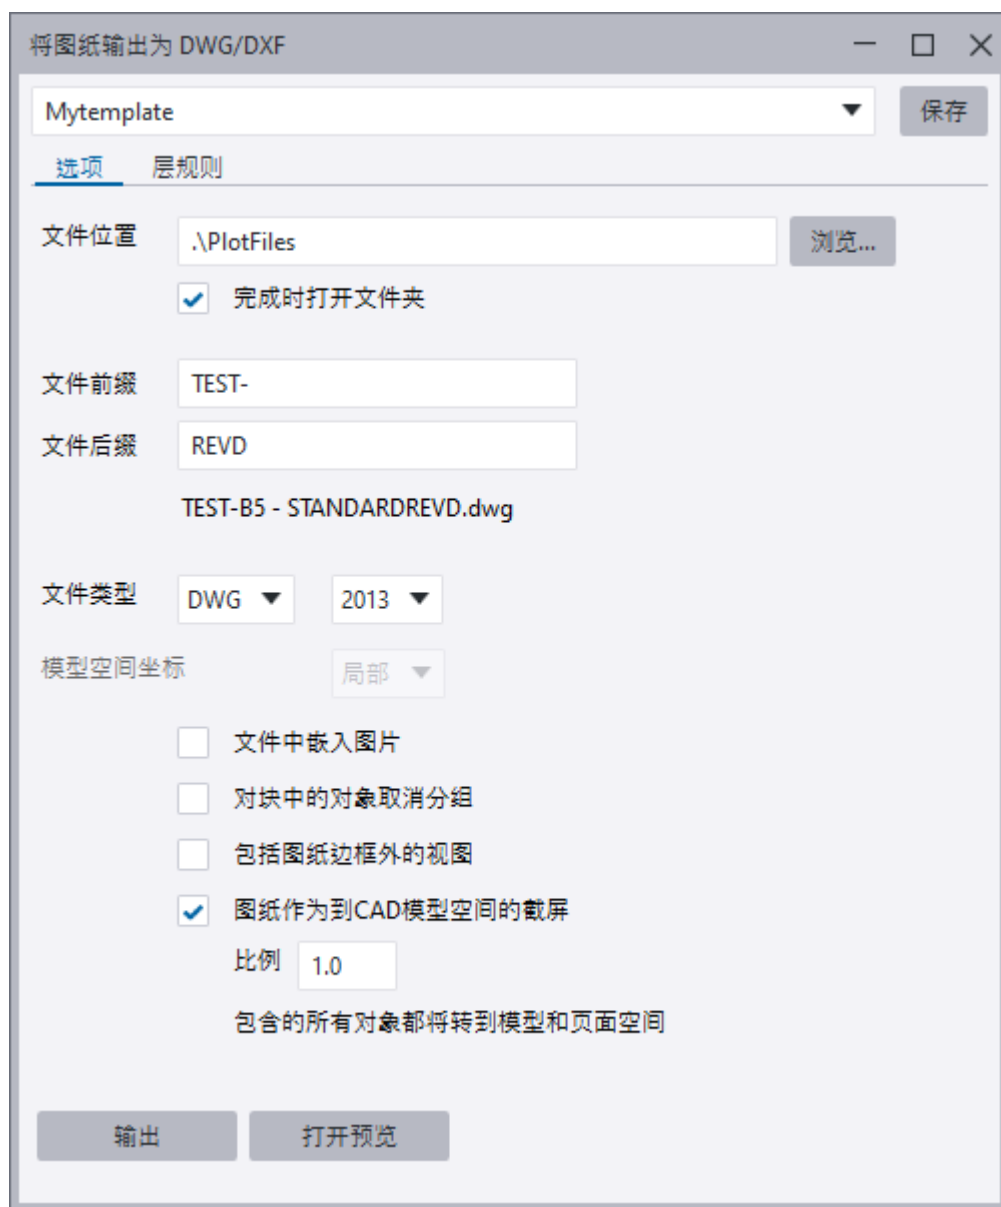 将图纸输出为 DWG/DXF
Mytemplate
保存
选项 层规则
文件位置 .\PlotFiles 浏览...
完成时打开文件夹
文件前缀 TEST-
文件后缀 REVD
TEST-B5 - STANDARDREVD.dwg
文件类型 DWG 2013
模型空间坐标 局部
文件中嵌入图片
对块中的对象取消分组
包括图纸边框外的视图
图纸作为到CAD模型空间的截屏
比例 1.0
包含的所有对象都将转到模型和页面空间
输出 打开预览